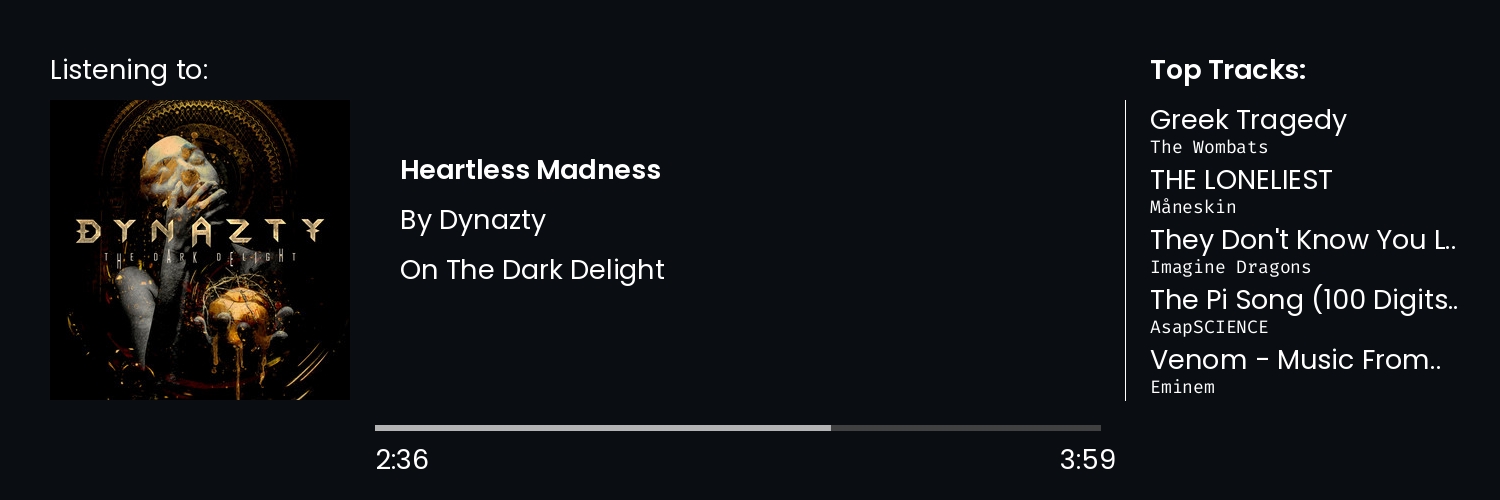 Listening to:
DYNAZTY
THE DARK DELIGHT
Heartless Madness
By Dynazty
On The Dark Delight
2:36
3:59
Top Tracks:
Greek Tragedy
The Wombats
THE LONELIEST
Måneskin
They Don't Know You L..
Imagine Dragons
The Pi Song (100 Digits..
AsapSCIENCE
Venom - Music From..
Eminem